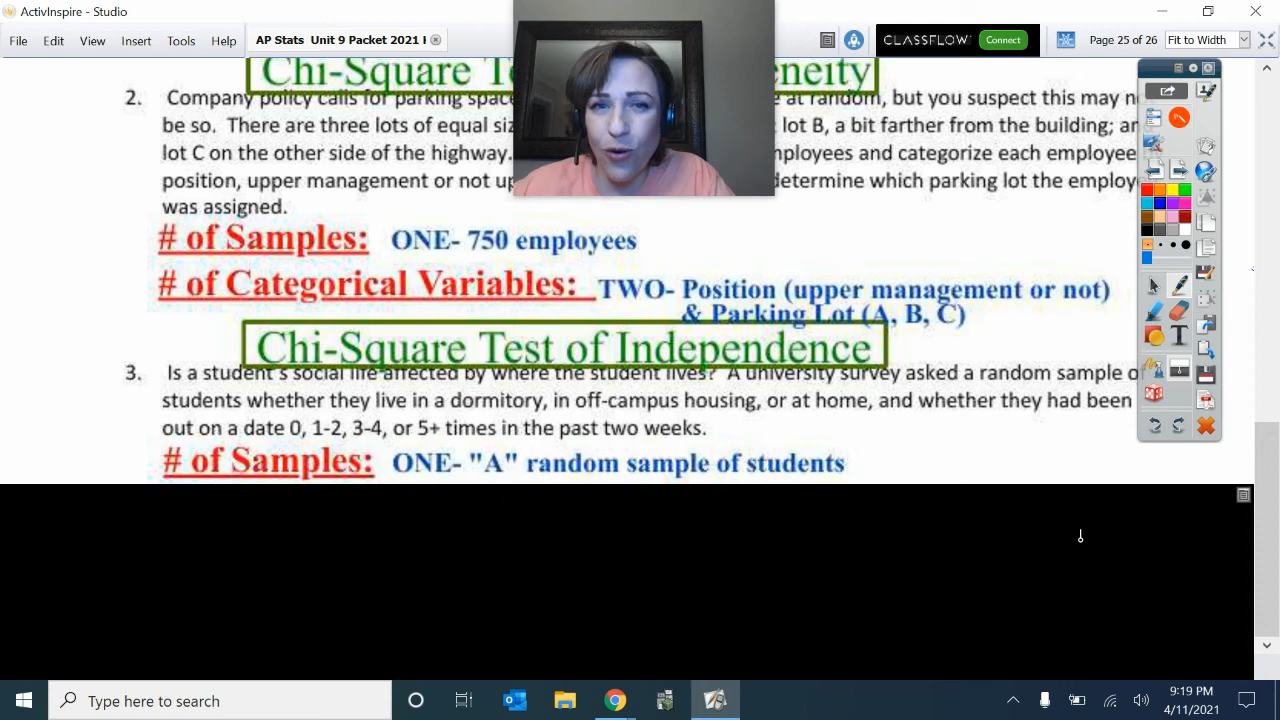 ActivInspire - Studio
File Edit View Insert Tools Help AP Stats Unit 9 Packet 2021 CLASSFLOW Connect Page 25 of 26 Fit to Width
Chi-Square eneity
2. Company policy calls for parking at random, but you suspect this may
be so. There are three lots of equal lot B, a bit farther from the building;
lot C on the other side of the highway. and categorize each employee
position, upper management or not determine which parking lot the
was assigned.
# of Samples: ONE- 750 employees
# of Categorical Variables: TWO- Position (upper management or not)
& Parking Lot (A, B, C)
Chi-Square Test of Independence
3. Is a student's social life affected by where the student lives? A university survey asked a random sample
students whether they live in a dormitory, in off-campus housing, or at home, and whether they had been
out on a date 0, 1-2, 3-4, or 5+ times in the past two weeks.
# of Samples: ONE- "A" random sample of students
Type here to search
9:19 PM
4/11/2021